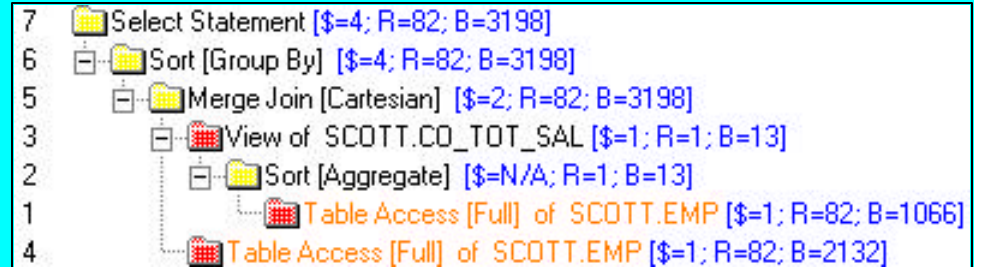 7 Select Statement [$=4; R=82; B=3198]
6 Sort [Group By] [$=4; R=82; B=3198]
5 Merge Join [Cartesian] [$=2; R=82; B=3198]
3 View of SCOTT.CO_TOT_SAL [$=1; R=1; B=13]
2 Sort [Aggregate] [$=N/A; R=1; B=13]
1 Table Access [Full] of SCOTT.EMP [$=1; R=82; B=1066]
4 Table Access [Full] of SCOTT.EMP [$=1; R=82; B=2132]